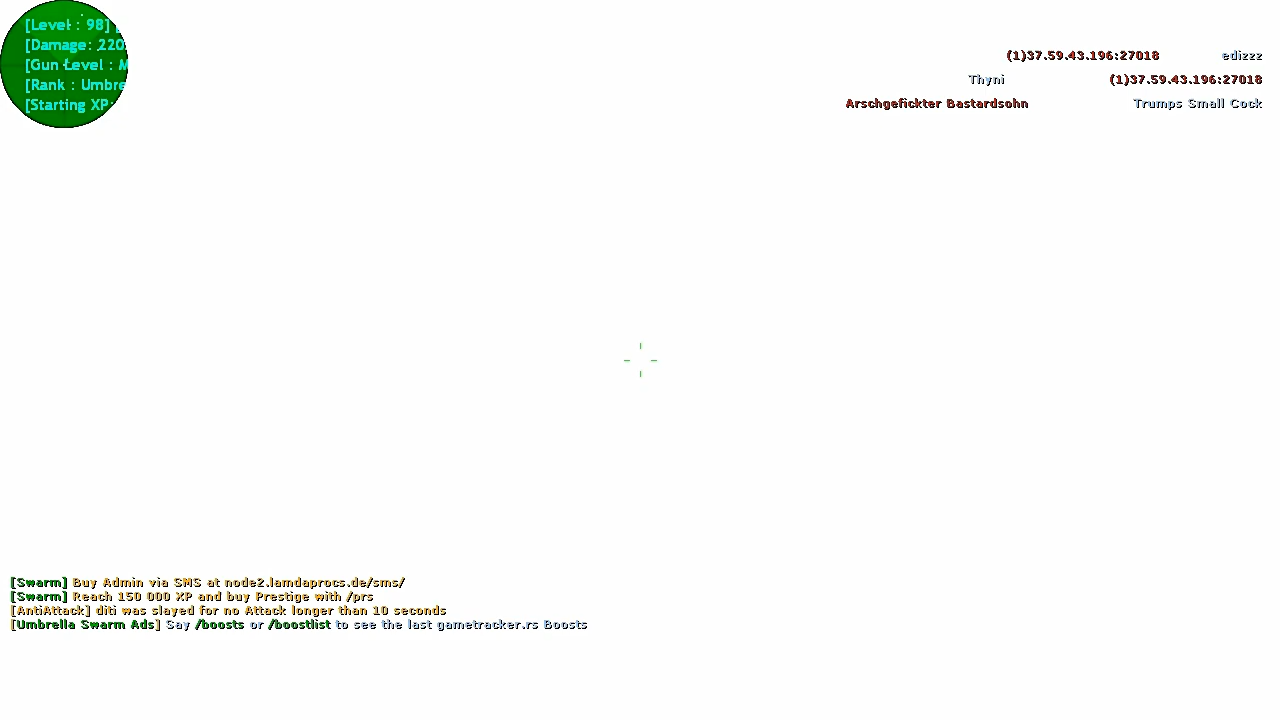 [Level : 98]
[Damage: 220
[Gun Level : M
[Rank : Umbre
[Starting XP:
(1)37.59.43.196:27018 edizzz
Thyni (1)37.59.43.196:27018
Arschgefickter Bastardsohn Trumps Small Cock
[Swarm] Buy Admin via SMS at node2.lamdaprocs.de/sms/
[Swarm] Reach 150 000 XP and buy Prestige with /prs
[AntiAttack] diti was slayed for no Attack longer than 10 seconds
[Umbrella Swarm Ads] Say /boosts or /boostlist to see the last gametracker.rs Boosts